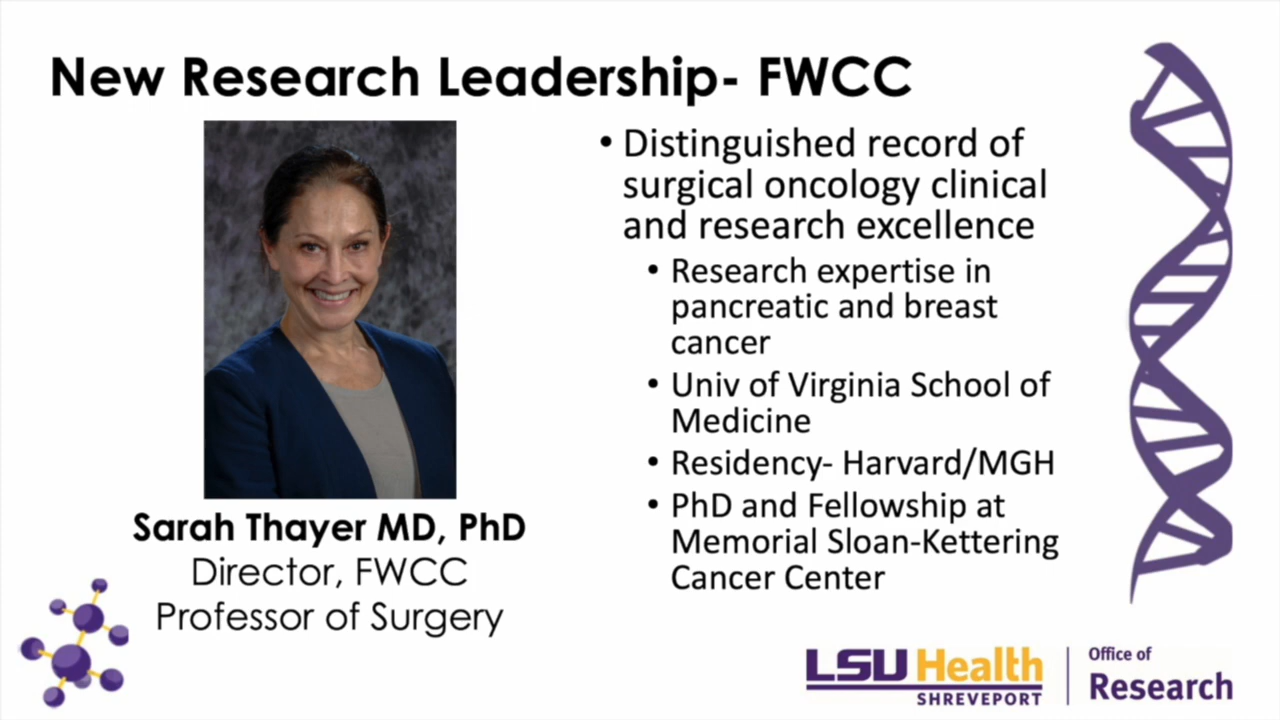 New Research Leadership- FWCC
Sarah Thayer MD, PhD
Director, FWCC
Professor of Surgery
• Distinguished record of
surgical oncology clinical
and research excellence
• Research expertise in
pancreatic and breast
cancer
• Univ of Virginia School of
Medicine
• Residency- Harvard/MGH
• PhD and Fellowship at
Memorial Sloan-Kettering
Cancer Center
LSU Health
SHREVEPORT
Office of
Research